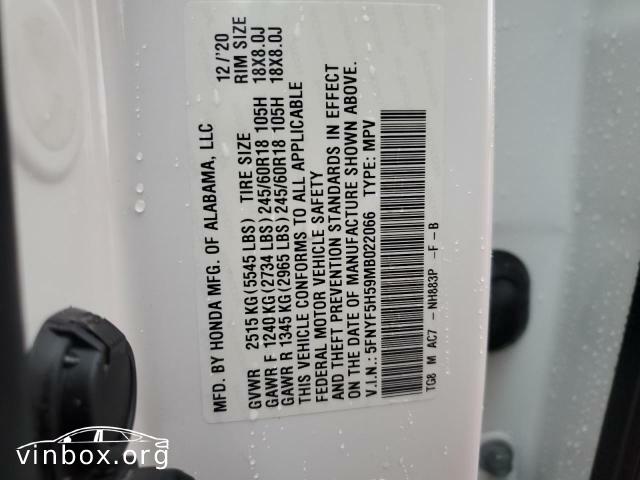 MFD. BY HONDA MFG. OF ALABAMA, LLC 12/'20
GVWR 2515 KG (5545 LBS) TIRE SIZE RIM SIZE
GAWR F 1240 KG (2734 LBS) 245/60R18 105H 18X8.0J
GAWR R 1345 KG (2965 LBS) 245/60R18 105H 18X8.0J
THIS VEHICLE CONFORMS TO ALL APPLICABLE
FEDERAL MOTOR VEHICLE SAFETY
AND THEFT PREVENTION STANDARDS IN EFFECT
ON THE DATE OF MANUFACTURE SHOWN ABOVE.
V.I.N.: 5FNYF5H59MB022066 TYPE: MPV
TG8 M AC7 - NH883P -F - B
vinbox.org